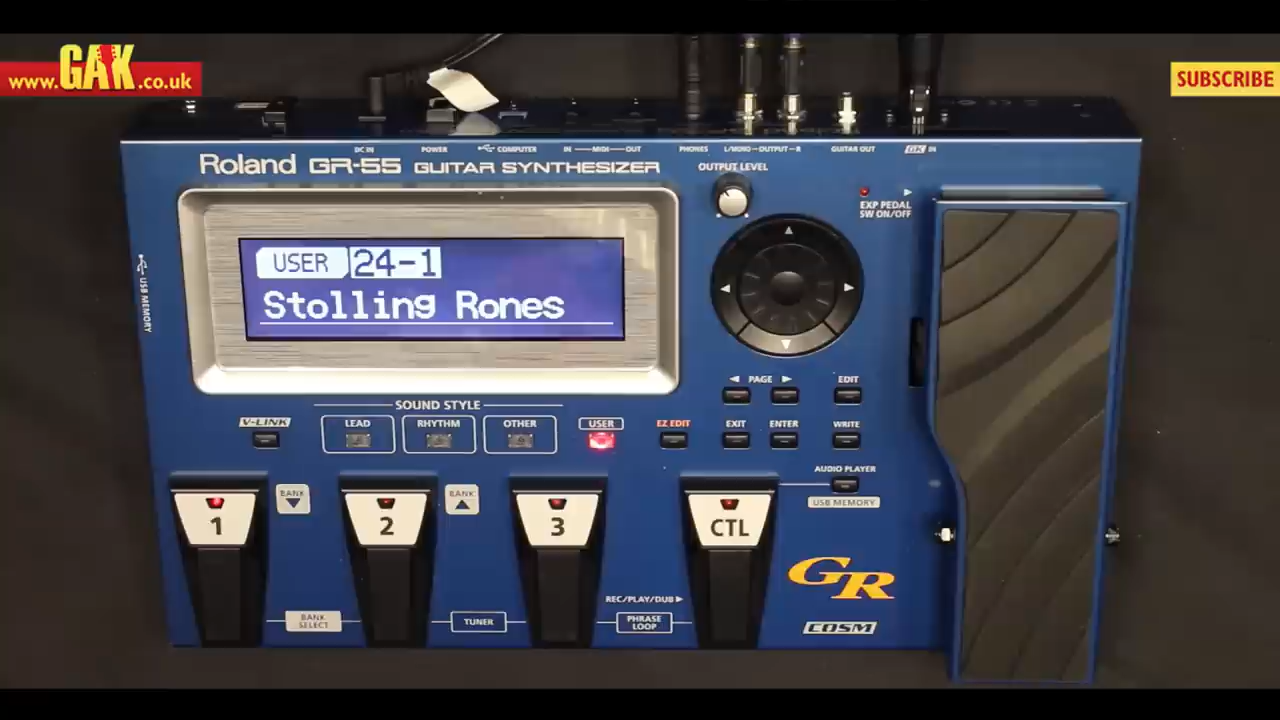 www.GAK.co.uk
SUBSCRIBE
DC IN
POWER
COMPUTER
IN MIDI OUT
PHONES
L/MONO OUTPUT R
GUITAR OUT
GK IN
Roland GR-55 GUITAR SYNTHESIZER
OUTPUT LEVEL
EXP PEDAL
SW ON/OFF
USB MEMORY
USER 24-1
Stolling Rones
PAGE
EDIT
SOUND STYLE
V-LINK
LEAD
RHYTHM
OTHER
USER
EZ EDIT
EXIT
ENTER
WRITE
AUDIO PLAYER
USB MEMORY
BANK
BANK
1
2
3
CTL
GR
REC/PLAY/DUB
BANK
SELECT
TUNER
PHRASE
LOOP
COSM